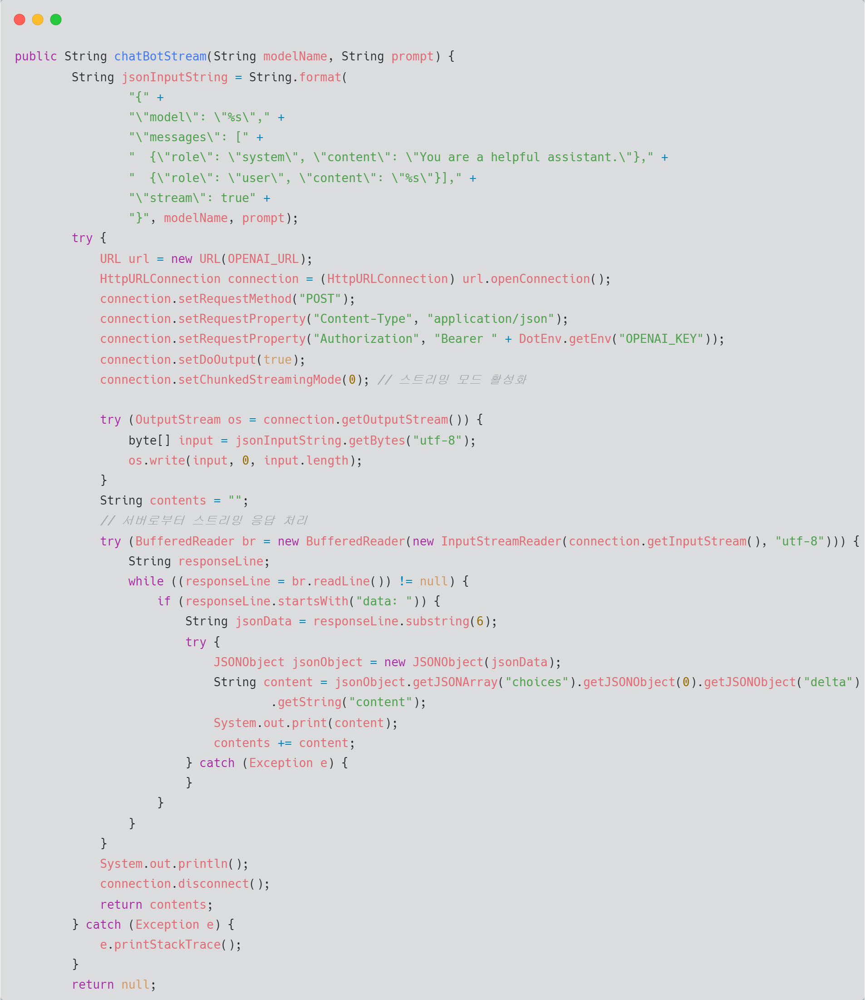 public String chatBotStream(String modelName, String prompt) {
        String jsonInputString = String.format(
                "{" +
                "\"model\": \"%s\"," +
                "\"messages\": [" +
                "  {\"role\": \"system\", \"content\": \"You are a helpful assistant.\"}," +
                "  {\"role\": \"user\", \"content\": \"%s\"}]," +
                "\"stream\": true" +
                "}", modelName, prompt);
        try {
            URL url = new URL(OPENAI_URL);
            HttpURLConnection connection = (HttpURLConnection) url.openConnection();
            connection.setRequestMethod("POST");
            connection.setRequestProperty("Content-Type", "application/json");
            connection.setRequestProperty("Authorization", "Bearer " + DotEnv.getEnv("OPENAI_KEY"));
            connection.setDoOutput(true);
            connection.setChunkedStreamingMode(0); // 스트리밍 모드 활성화

            try (OutputStream os = connection.getOutputStream()) {
                byte[] input = jsonInputString.getBytes("utf-8");
                os.write(input, 0, input.length);
            }
            String contents = "";
            // 서버로부터 스트리밍 응답 처리
            try (BufferedReader br = new BufferedReader(new InputStreamReader(connection.getInputStream(), "utf-8"))) {
                String responseLine;
                while ((responseLine = br.readLine()) != null) {
                    if (responseLine.startsWith("data: ")) {
                        String jsonData = responseLine.substring(6);
                        try {
                            JSONObject jsonObject = new JSONObject(jsonData);
                            String content = jsonObject.getJSONArray("choices").getJSONObject(0).getJSONObject("delta")
                                    .getString("content");
                            System.out.print(content);
                            contents += content;
                        } catch (Exception e) {
                        }
                    }
                }
            }
            System.out.println();
            connection.disconnect();
            return contents;
        } catch (Exception e) {
            e.printStackTrace();
        }
        return null;